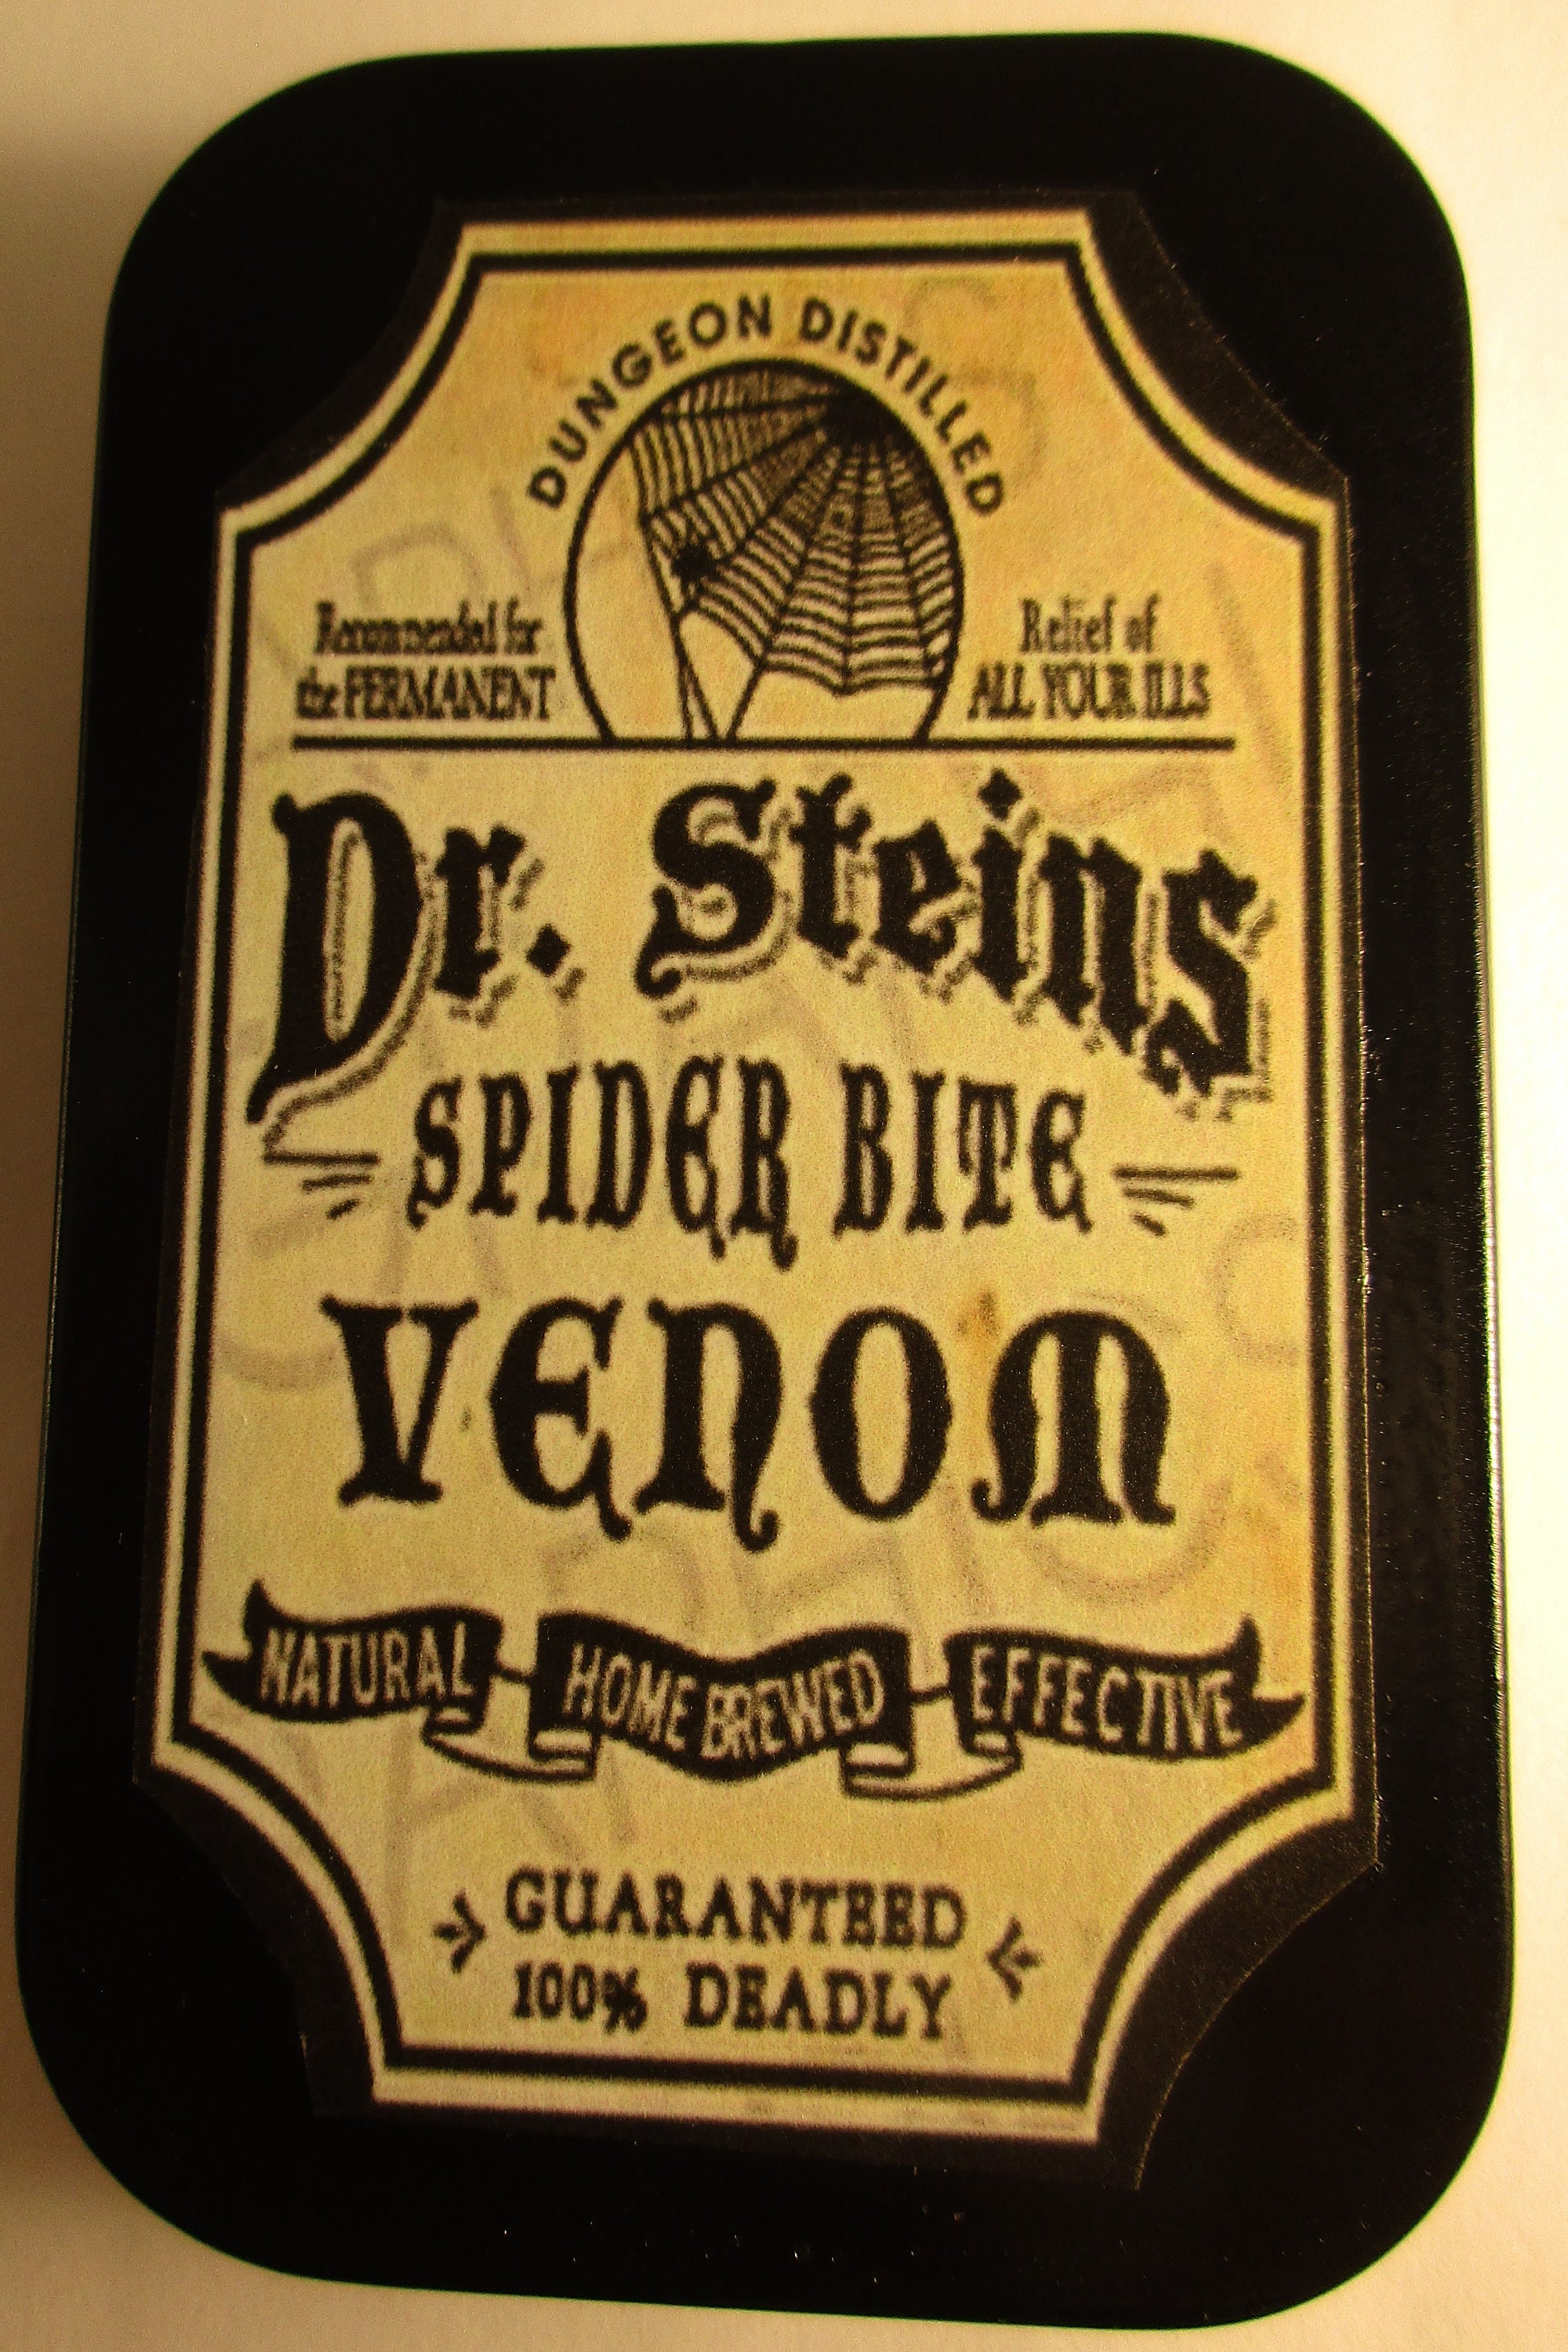 DUNGEON DISTILLED
Recommended for
the PERMANENT
Relief of
ALL YOUR ILLS
Dr. Steins
SPIDER BITE
VENOM
NATURAL HOME BREWED EFFECTIVE
GUARANTEED
100% DEADLY